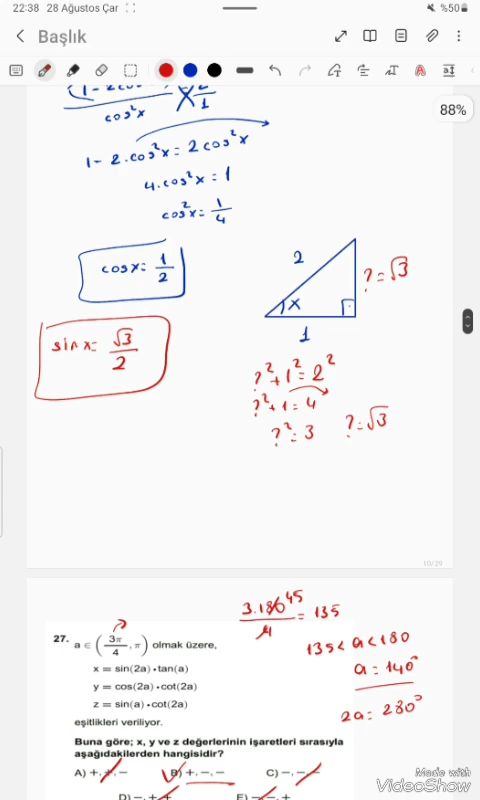 22:38 28 Ağustos Çar
%50
Başlık
88%
cos²x
1 - 2.cos²x = 2cos²x
4.cos²x = 1
cos²x = 1/4
cosx = 1/2
sinx = √3/2
2
? = √3
x
1
?² + 1² = 2²
?² + 1 = 4
?² = 3 ? = √3
10/29
3.180 45 / 4 = 135
135 < a < 180
a = 140°
2a = 280°
27. a ∈ (3π/4, π) olmak üzere,
x = sin(2a)•tan(a)
y = cos(2a)•cot(2a)
z = sin(a)•cot(2a)
eşitlikleri veriliyor.
Buna göre; x, y ve z değerlerinin işaretleri sırasıyla
aşağıdakilerden hangisidir?
A) +, +, - B) +, -, - C) -, -, -
D) -, +, + E) -, -, +
Made with
VideoShow